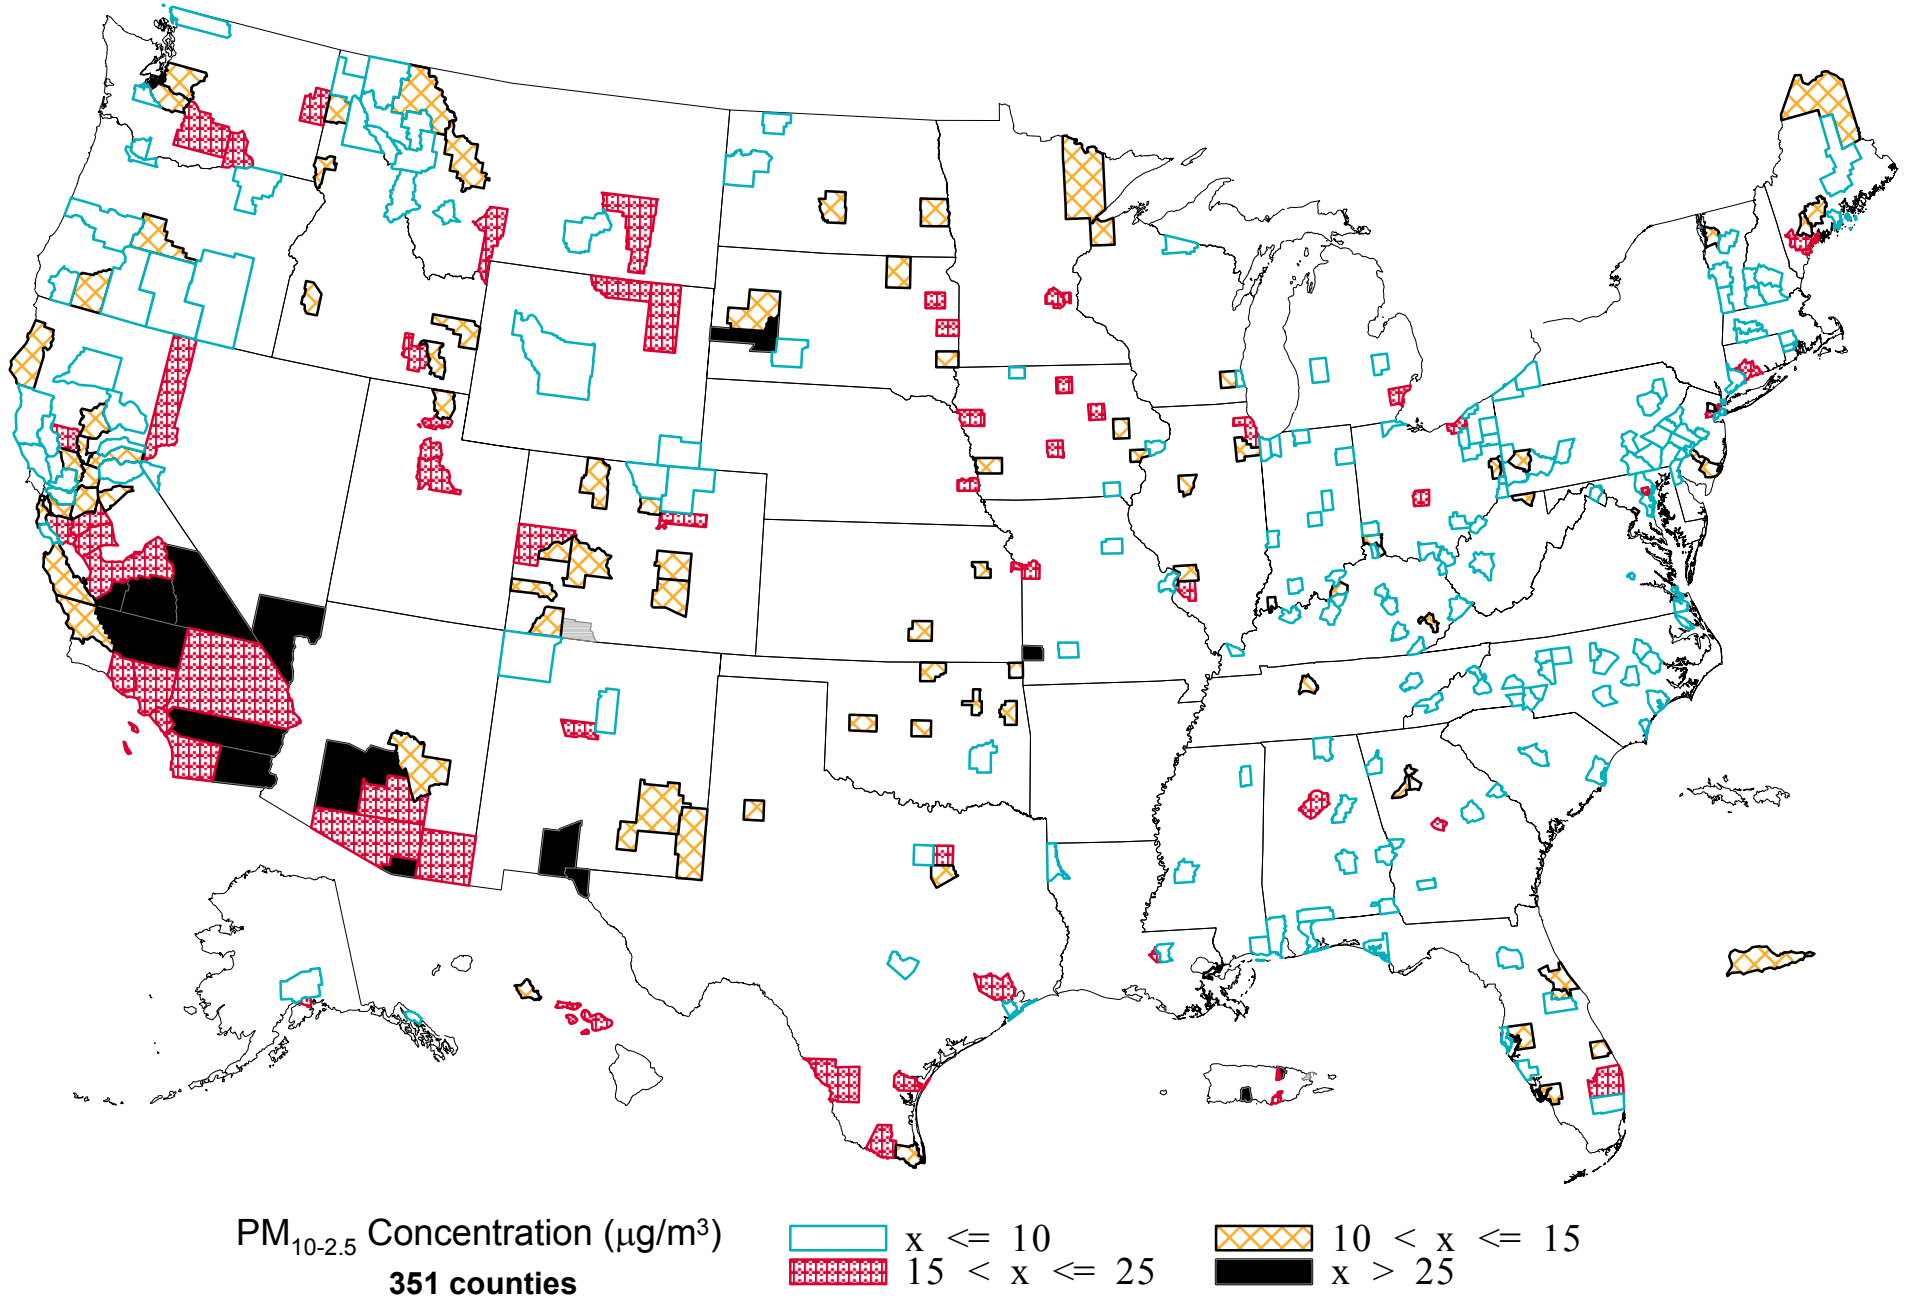 PM10-2.5 Concentration (μg/m³)
351 counties
x <= 10
10 < x <= 15
15 < x <= 25
x > 25